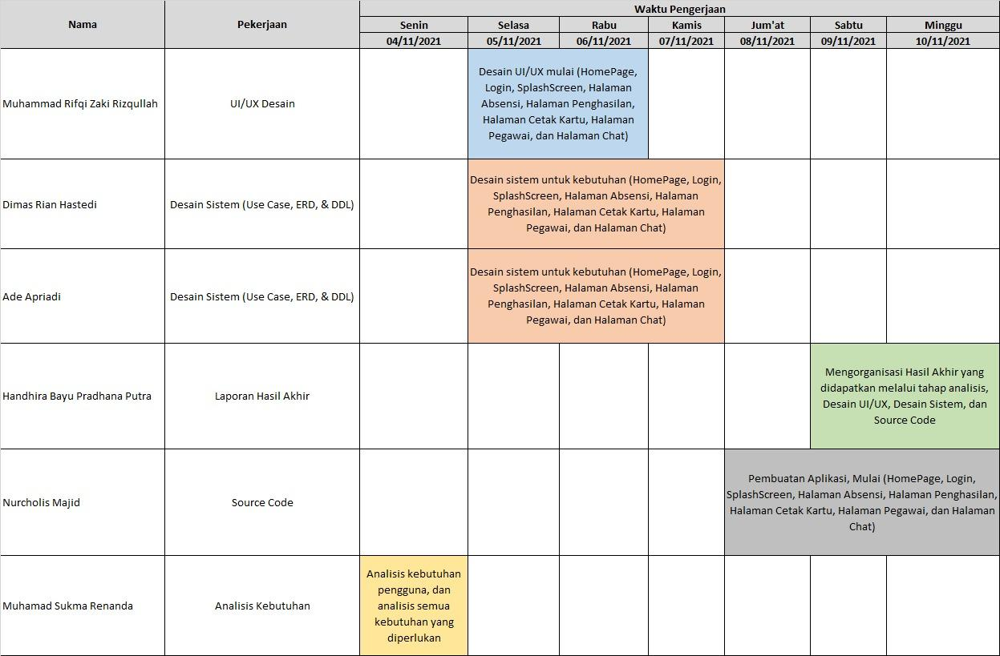 Nama
Pekerjaan
Waktu Pengerjaan
Senin
Selasa
Rabu
Kamis
Jum'at
Sabtu
Minggu
04/11/2021
05/11/2021
06/11/2021
07/11/2021
08/11/2021
09/11/2021
10/11/2021
Muhammad Rifqi Zaki Rizqullah
UI/UX Desain
Desain UI/UX mulai (HomePage,
Login, SplashScreen, Halaman
Absensi, Halaman Penghasilan,
Halaman Cetak Kartu, Halaman
Pegawai, dan Halaman Chat)
Dimas Rian Hastedi
Desain Sistem (Use Case, ERD, & DDL)
Desain sistem untuk kebutuhan (HomePage, Login,
SplashScreen, Halaman Absensi, Halaman
Penghasilan, Halaman Cetak Kartu, Halaman
Pegawai, dan Halaman Chat)
Ade Apriadi
Desain Sistem (Use Case, ERD, & DDL)
Desain sistem untuk kebutuhan (HomePage, Login,
SplashScreen, Halaman Absensi, Halaman
Penghasilan, Halaman Cetak Kartu, Halaman
Pegawai, dan Halaman Chat)
Handhira Bayu Pradhana Putra
Laporan Hasil Akhir
Mengorganisasi Hasil Akhir yang
didapatkan melalui tahap analisis,
Desain UI/UX, Desain Sistem, dan
Source Code
Nurcholis Majid
Source Code
Pembuatan Aplikasi, Mulai (HomePage, Login,
SplashScreen, Halaman Absensi, Halaman Penghasilan,
Halaman Cetak Kartu, Halaman Pegawai, dan Halaman
Chat)
Muhamad Sukma Renanda
Analisis Kebutuhan
Analisis kebutuhan
pengguna, dan
analisis semua
kebutuhan yang
diperlukan